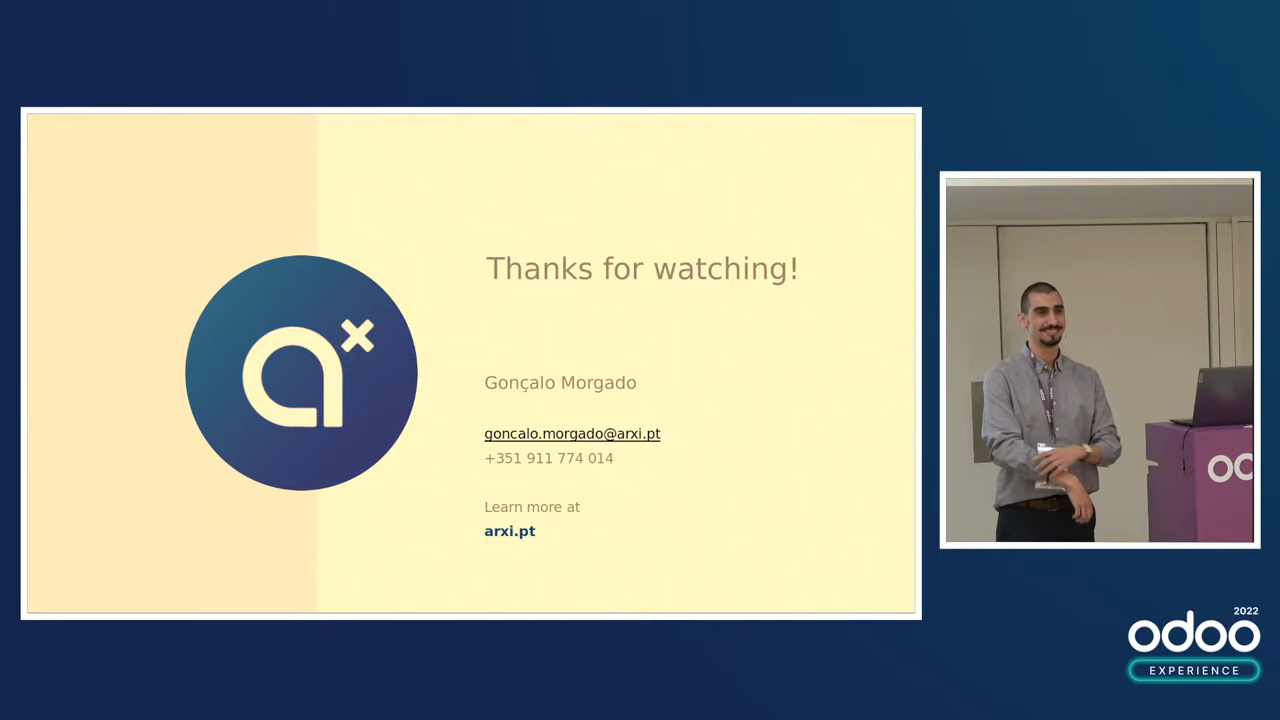 Thanks for watching!
Gonçalo Morgado
goncalo.morgado@arxi.pt
+351 911 774 014
Learn more at
arxi.pt
2022
odoo
EXPERIENCE